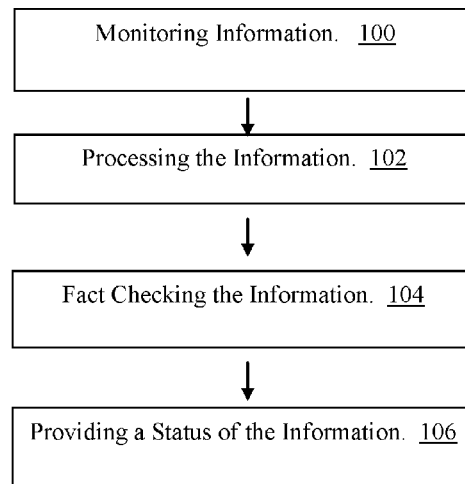 Monitoring Information. 100
Processing the Information. 102
Fact Checking the Information. 104
Providing a Status of the Information. 106